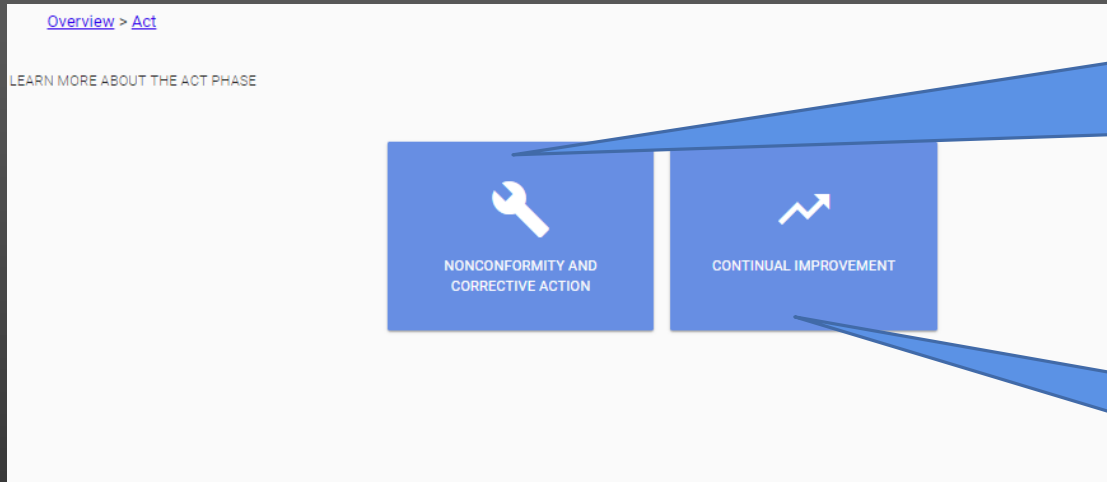 Overview > Act
LEARN MORE ABOUT THE ACT PHASE
NONCONFORMITY AND
CORRECTIVE ACTION
CONTINUAL IMPROVEMENT